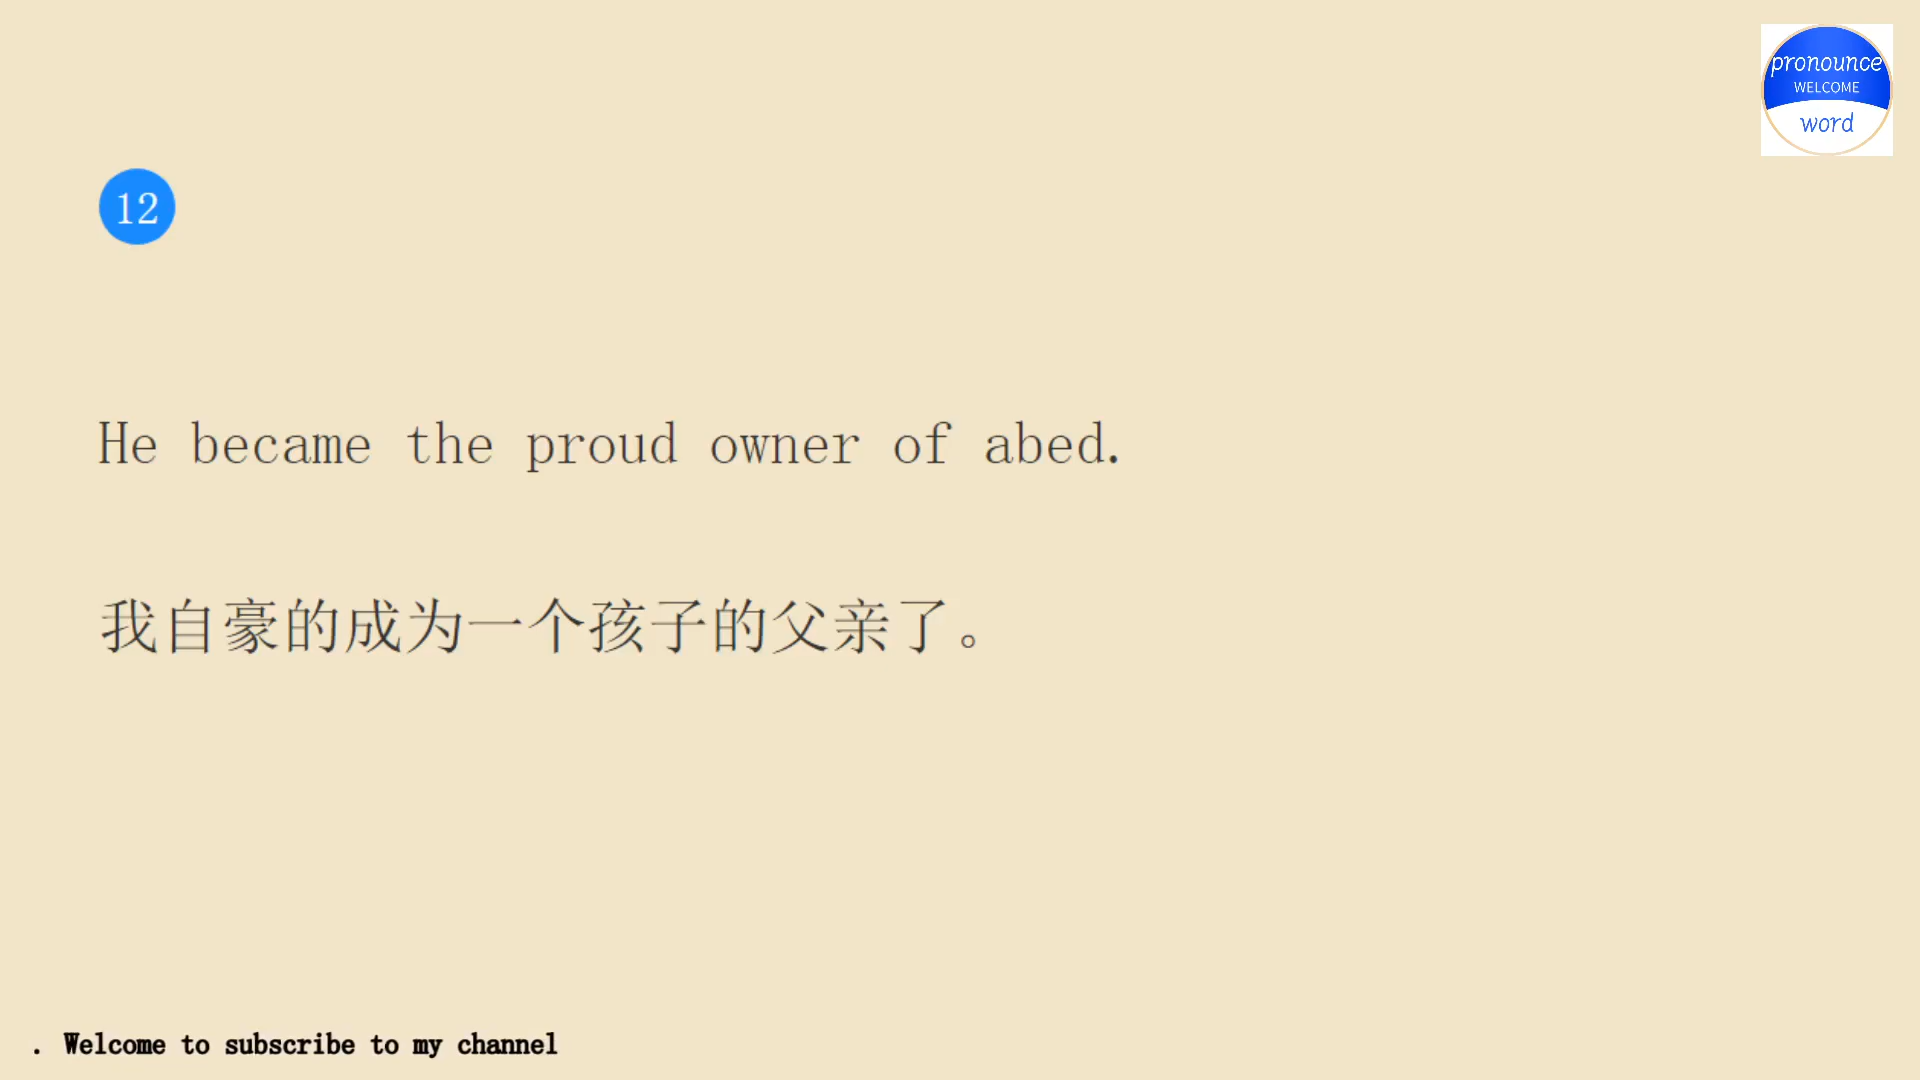 pronounce
WELCOME
word
12
He became the proud owner of abed.
我自豪的成为一个孩子的父亲了。
. Welcome to subscribe to my channel